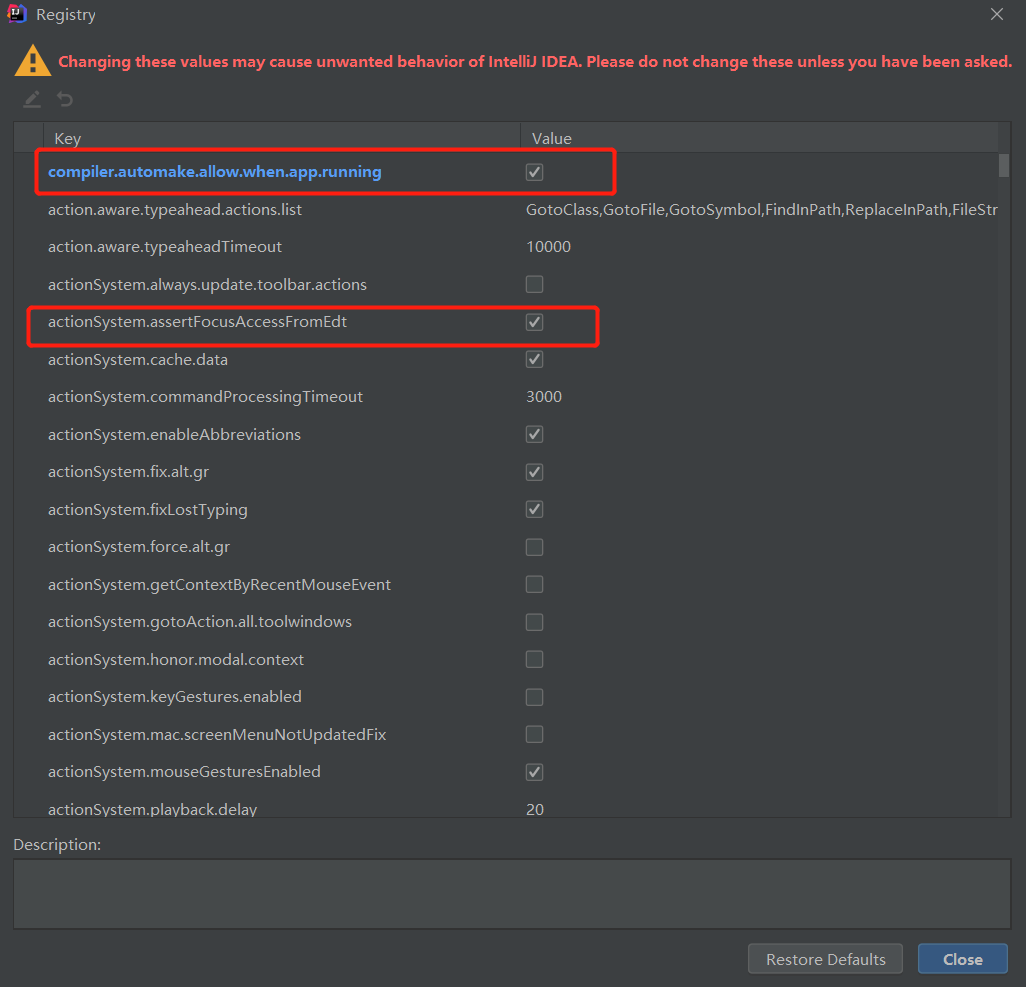 Registry
Changing these values may cause unwanted behavior of IntelliJ IDEA. Please do not change these unless you have been asked.
Key Value
compiler.automake.allow.when.app.running
action.aware.typeahead.actions.list GotoClass,GotoFile,GotoSymbol,FindInPath,ReplaceInPath,FileStr
action.aware.typeaheadTimeout 10000
actionSystem.always.update.toolbar.actions
actionSystem.assertFocusAccessFromEdt
actionSystem.cache.data
actionSystem.commandProcessingTimeout 3000
actionSystem.enableAbbreviations
actionSystem.fix.alt.gr
actionSystem.fixLostTyping
actionSystem.force.alt.gr
actionSystem.getContextByRecentMouseEvent
actionSystem.gotoAction.all.toolwindows
actionSystem.honor.modal.context
actionSystem.keyGestures.enabled
actionSystem.mac.screenMenuNotUpdatedFix
actionSystem.mouseGesturesEnabled
actionSystem.playback.delay 20
Description:
Restore Defaults Close